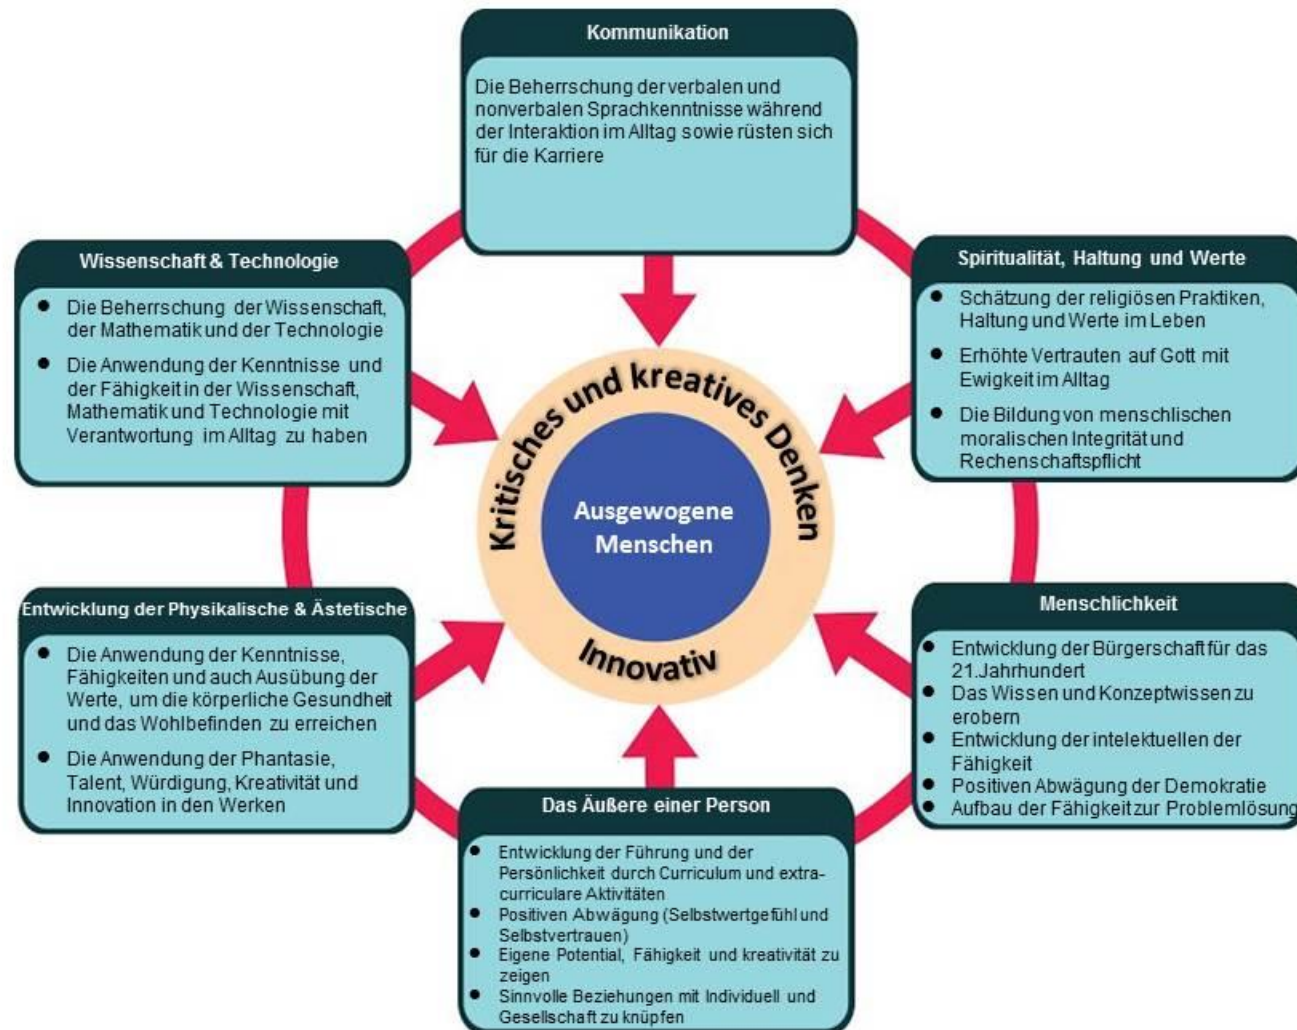 Kommunikation
Die Beherrschung der verbalen und
nonverbalen Sprachkenntnisse während
der Interaktion im Alltag sowie rüsten sich
für die Karriere
Wissenschaft & Technologie
● Die Beherrschung der Wissenschaft,
der Mathematik und der Technologie
● Die Anwendung der Kenntnisse und
der Fähigkeit in der Wissenschaft,
Mathematik und Technologie mit
Verantwortung im Alltag zu haben
Spiritualität, Haltung und Werte
● Schätzung der religiösen Praktiken,
Haltung und Werte im Leben
● Erhöhte Vertrauten auf Gott mit
Ewigkeit im Alltag
● Die Bildung von menschlischen
moralischen Integrität und
Rechenschaftspflicht
Kritisches und kreatives Denken
Ausgewogene
Menschen
Innovativ
Entwicklung der Physikalische & Ästetische
● Die Anwendung der Kenntnisse,
Fähigkeiten und auch Ausübung der
Werte, um die körperliche Gesundheit
und das Wohlbefinden zu erreichen
● Die Anwendung der Phantasie,
Talent, Würdigung, Kreativität und
Innovation in den Werken
Menschlichkeit
● Entwicklung der Bürgerschaft für das
21.Jahrhundert
● Das Wissen und Konzeptwissen zu
erobern
● Entwicklung der intelektuellen der
Fähigkeit
● Positiven Abwägung der Demokratie
● Aufbau der Fähigkeit zur Problemlösung
Das Äußere einer Person
● Entwicklung der Führung und der
Persönlichkeit durch Curriculum und extra-
curriculare Aktivitäten
● Positiven Abwägung (Selbstwertgefühl und
Selbstvertrauen)
● Eigene Potential, Fähigkeit und kreativität zu
zeigen
● Sinnvolle Beziehungen mit Individuell und
Gesellschaft zu knüpfen